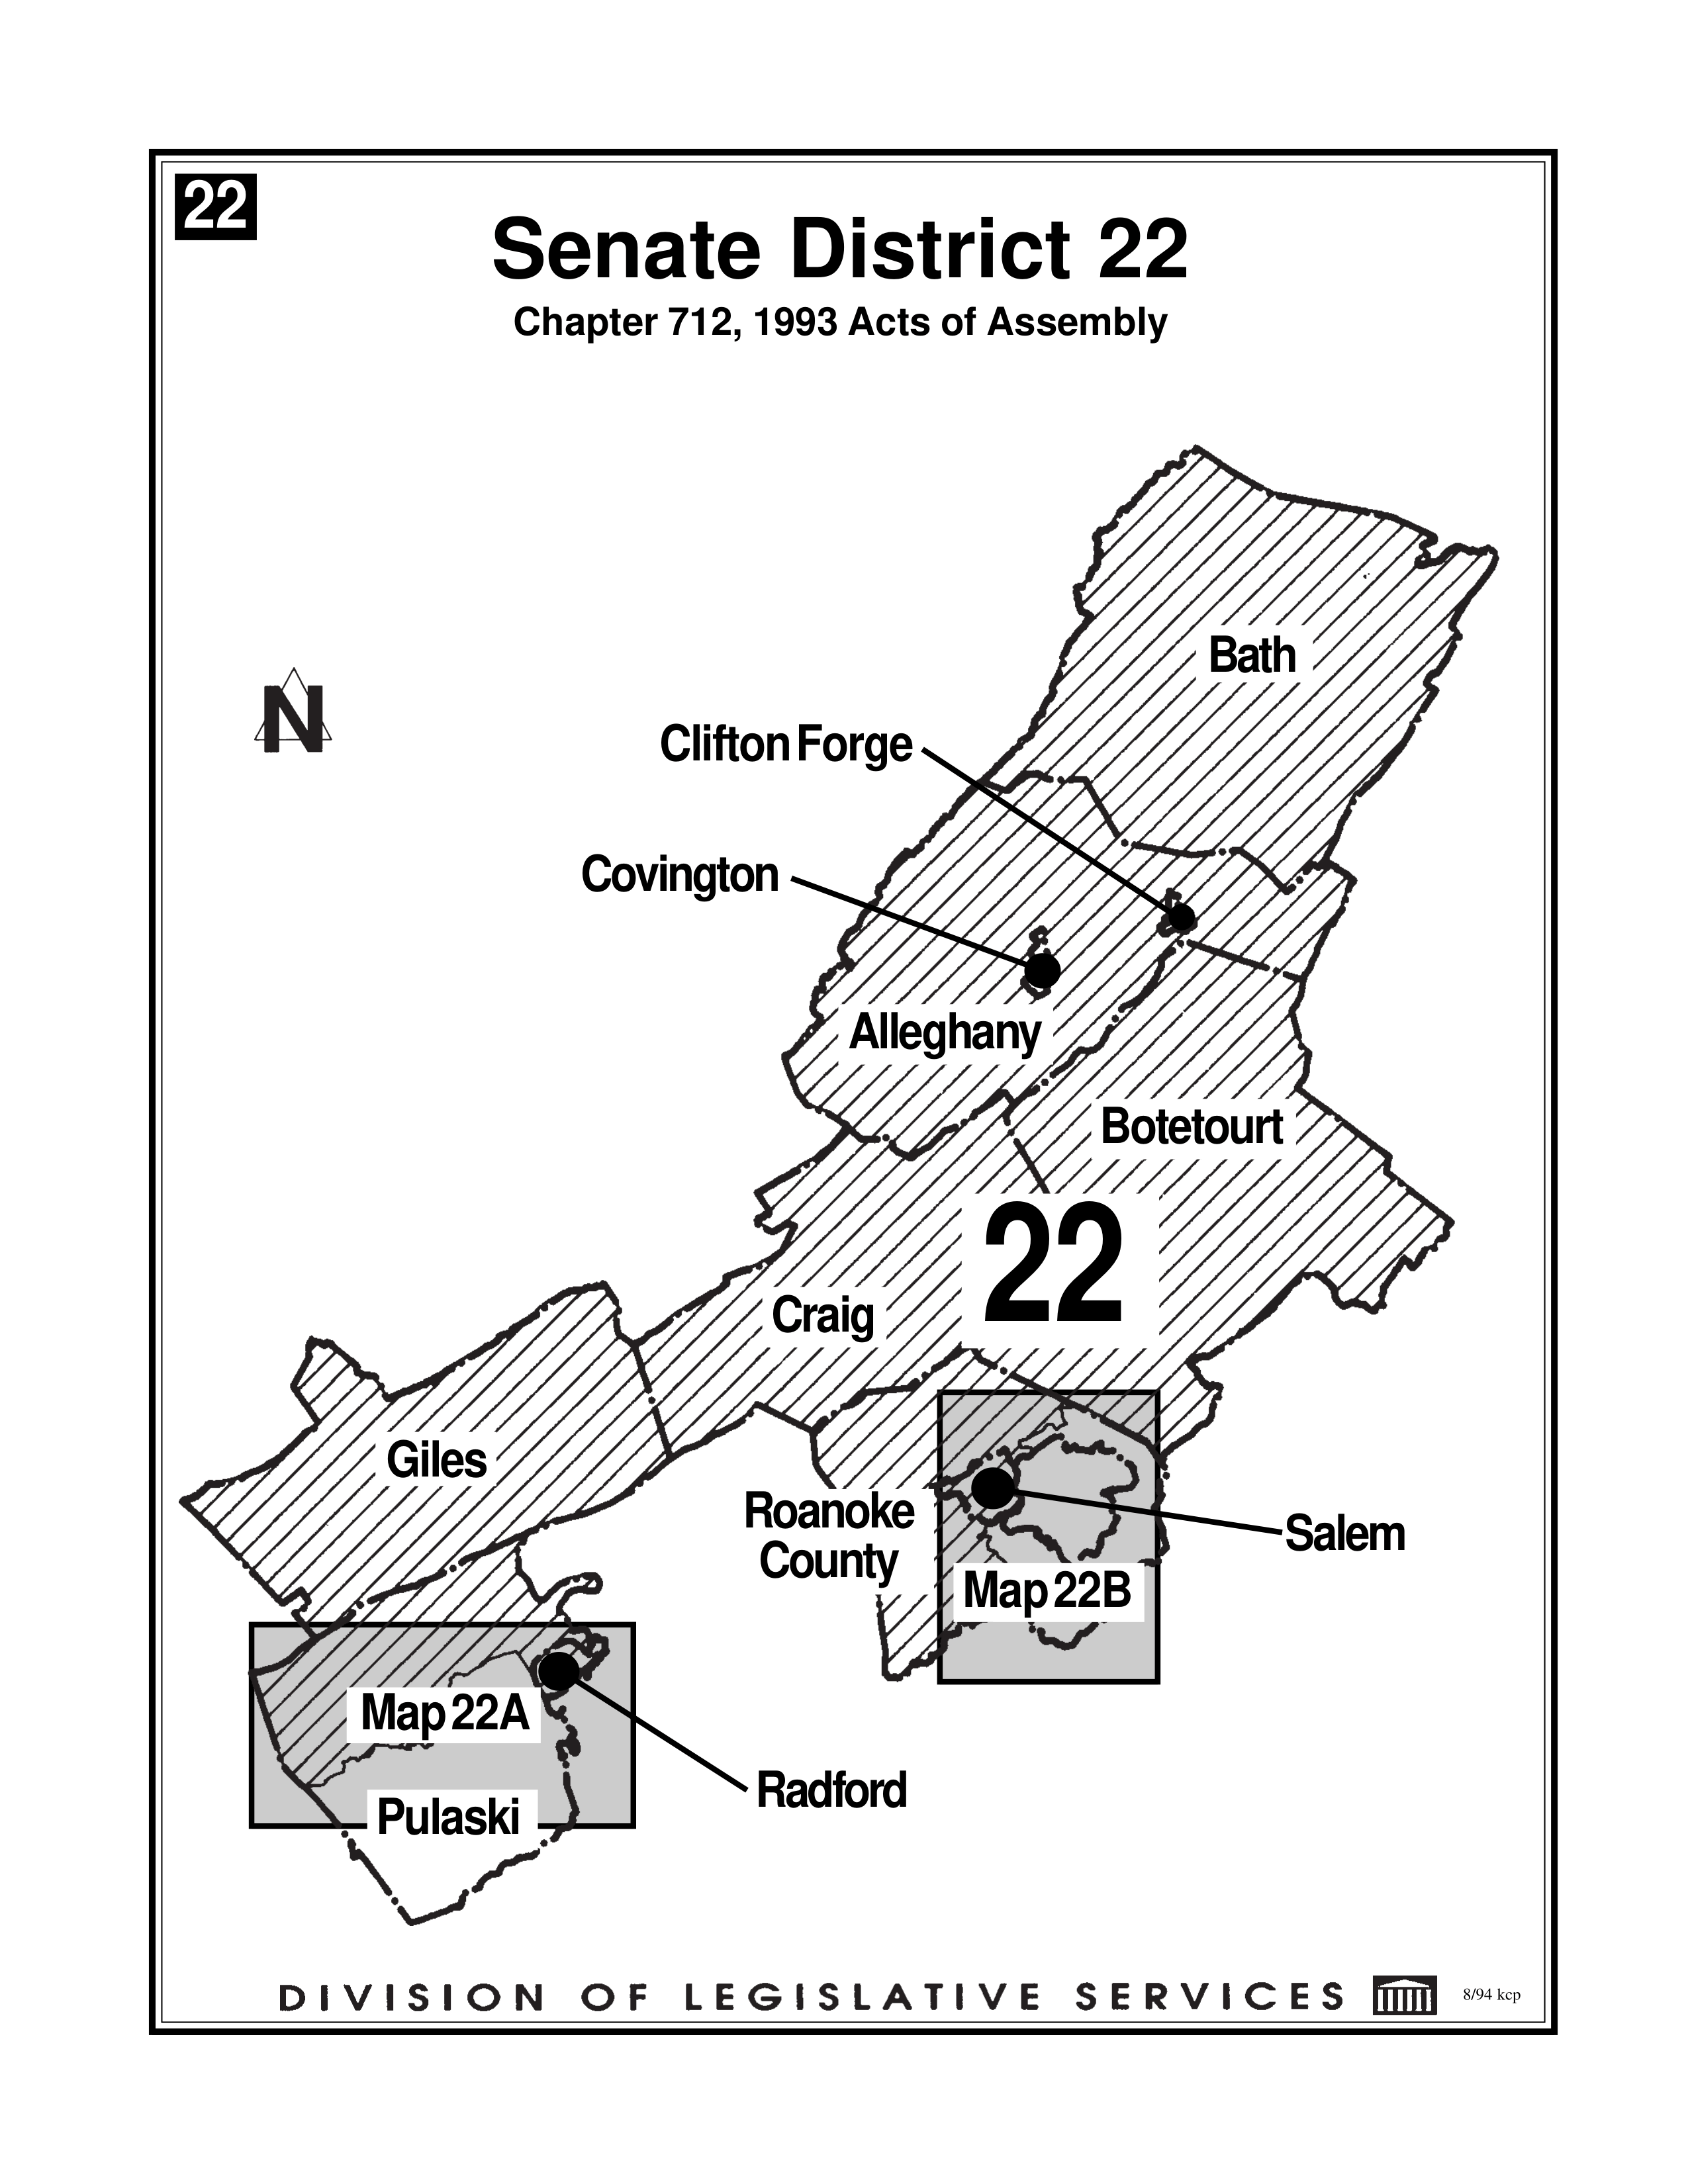 22
Senate District 22
Chapter 712, 1993 Acts of Assembly
Bath
N
Clifton Forge
Covington
Alleghany
Botetourt
22
Craig
Giles
Roanoke
County
Salem
Map 22B
Map 22A
Radford
Pulaski
DIVISION OF LEGISLATIVE SERVICES
8/94 kcp